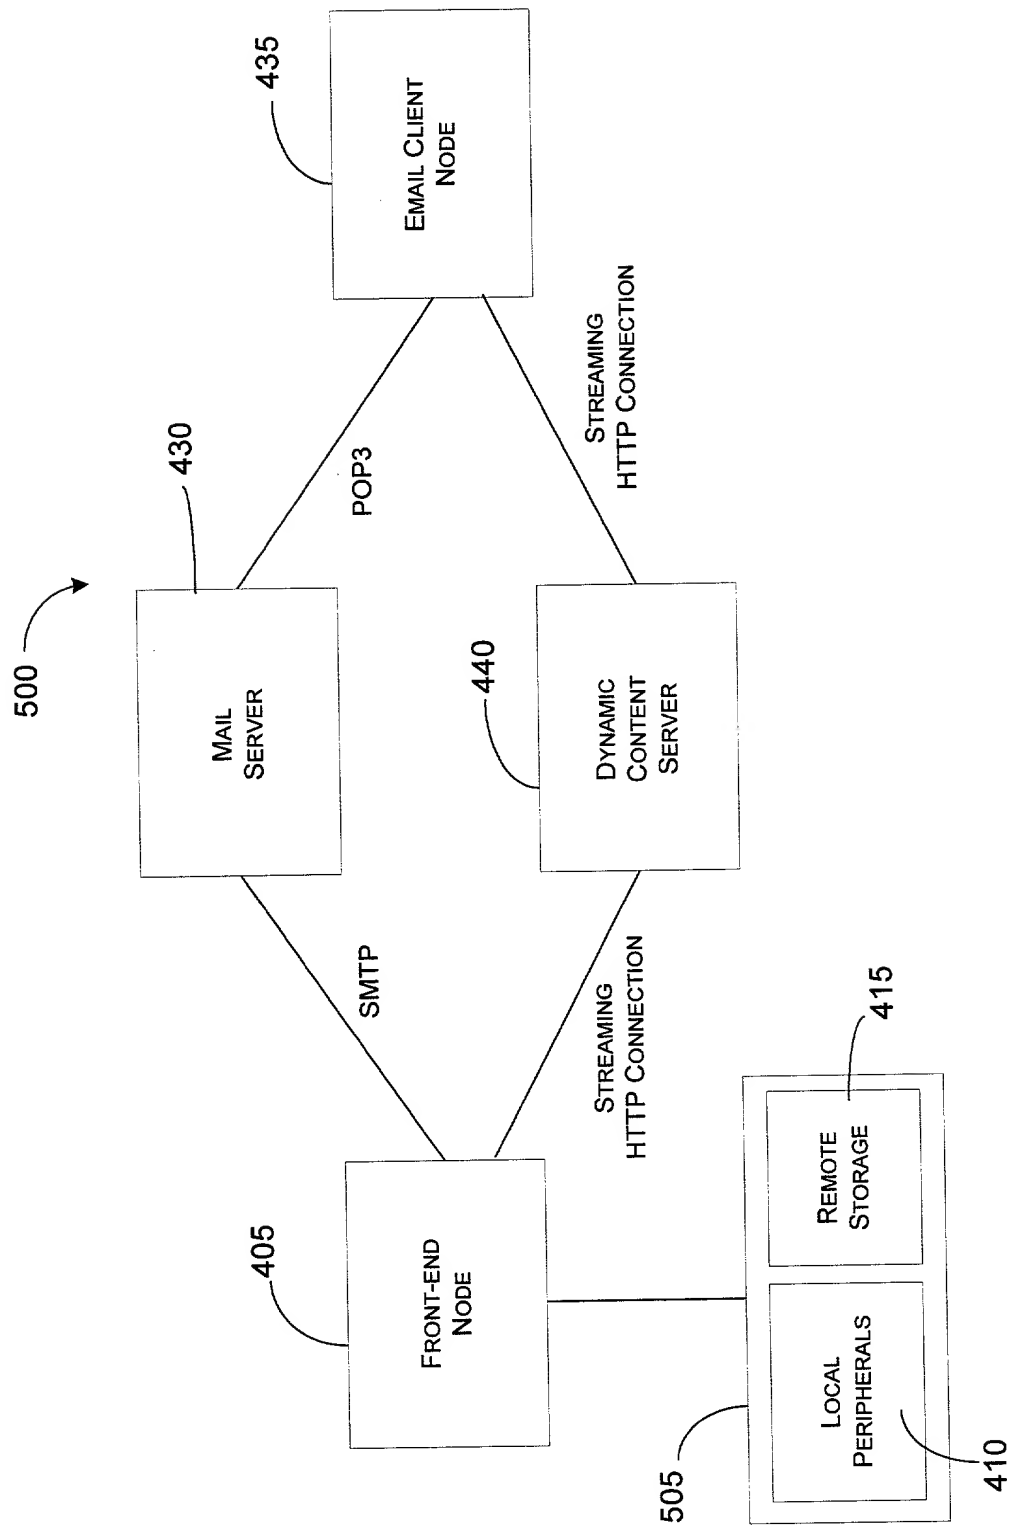 500
430
MAIL
SERVER
SMTP
POP3
405
FRONT-END
NODE
435
EMAIL CLIENT
NODE
440
DYNAMIC
CONTENT
SERVER
STREAMING
HTTP CONNECTION
STREAMING
HTTP CONNECTION
505
LOCAL
PERIPHERALS
REMOTE
STORAGE
415
410